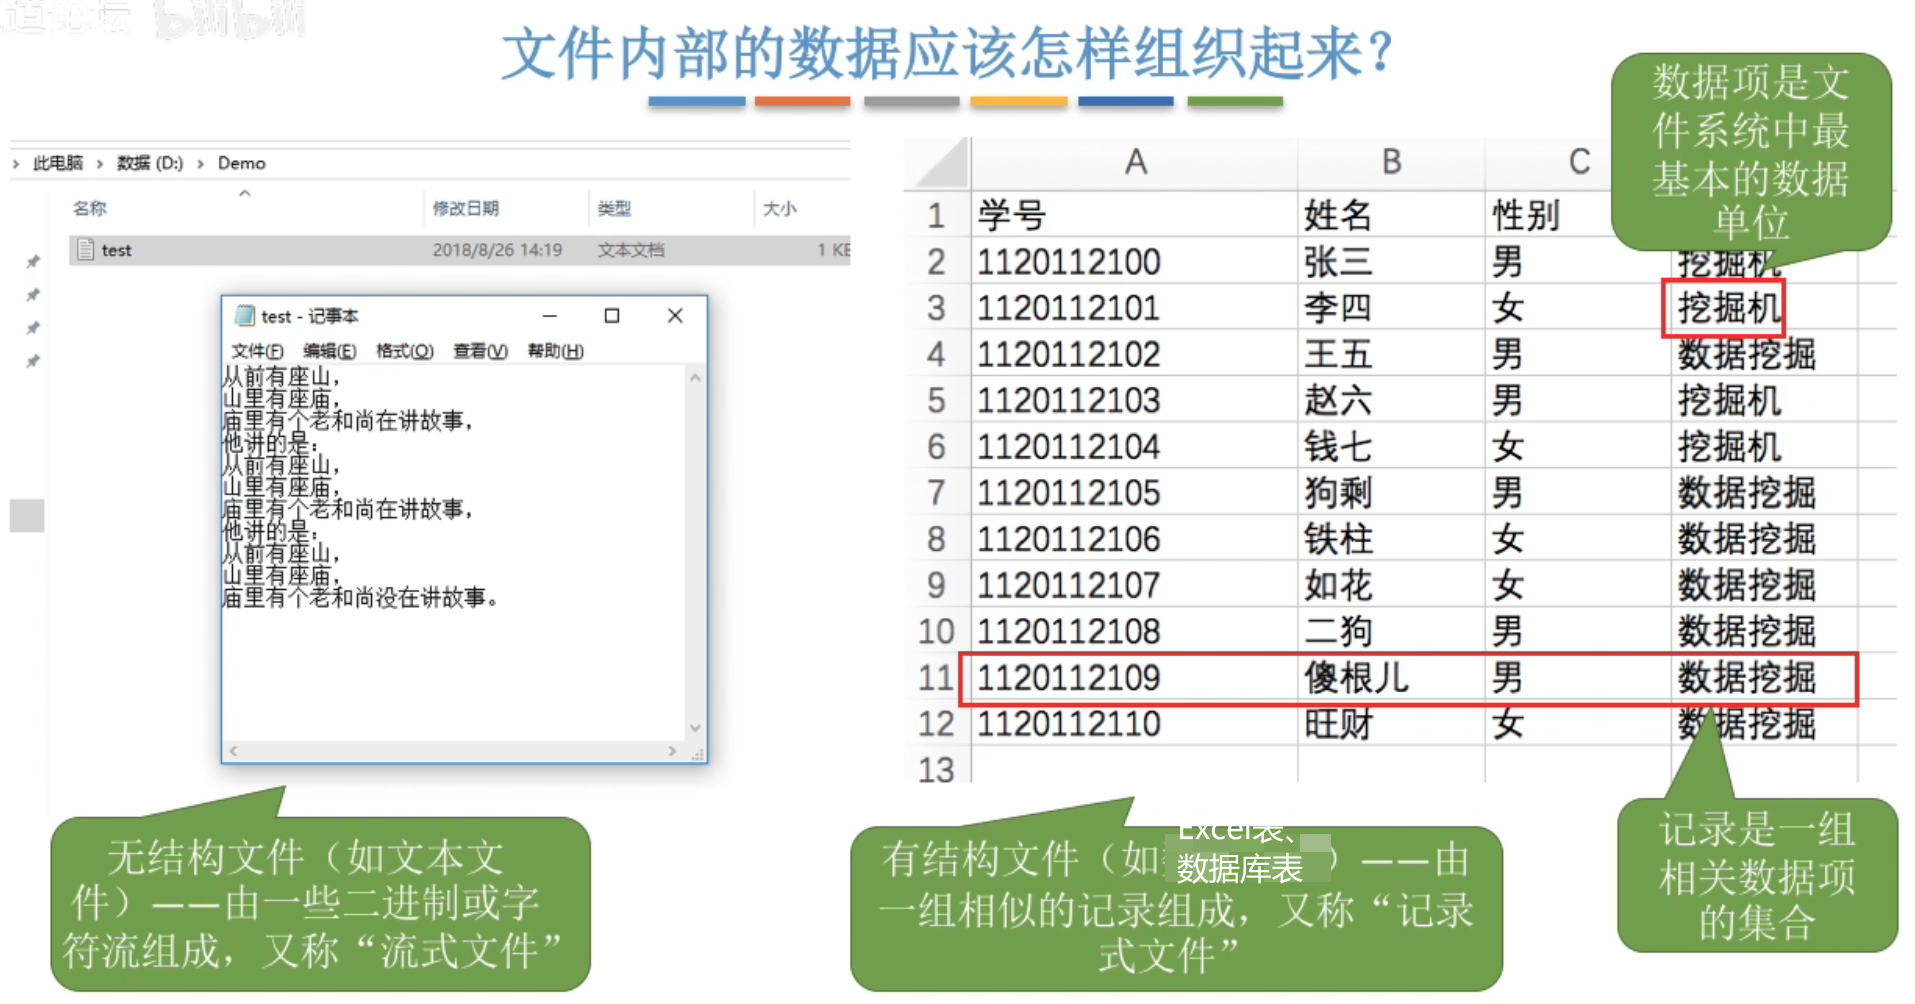 bilibili
文件内部的数据应该怎样组织起来？
数据项是文
件系统中最
基本的数据
单位
此电脑 › 数据 (D:) › Demo
名称 修改日期 类型 大小
test 2018/8/26 14:19 文本文档 1 KB
test - 记事本
文件(F) 编辑(E) 格式(O) 查看(V) 帮助(H)
从前有座山，
山里有座庙，
庙里有个老和尚在讲故事，
他讲的是：
从前有座山，
山里有座庙，
庙里有个老和尚在讲故事，
他讲的是：
从前有座山，
山里有座庙，
庙里有个老和尚没在讲故事。
A B C
1 学号 姓名 性别
2 1120112100 张三 男 挖掘机
3 1120112101 李四 女 挖掘机
4 1120112102 王五 男 数据挖掘
5 1120112103 赵六 男 挖掘机
6 1120112104 钱七 女 挖掘机
7 1120112105 狗剩 男 数据挖掘
8 1120112106 铁柱 女 数据挖掘
9 1120112107 如花 女 数据挖掘
10 1120112108 二狗 男 数据挖掘
11 1120112109 傻根儿 男 数据挖掘
12 1120112110 旺财 女 数据挖掘
13
无结构文件（如文本文
件）——由一些二进制或字
符流组成，又称“流式文件”
有结构文件（如Excel表、
数据库表）——由
一组相似的记录组成，又称“记录
式文件”
记录是一组
相关数据项
的集合